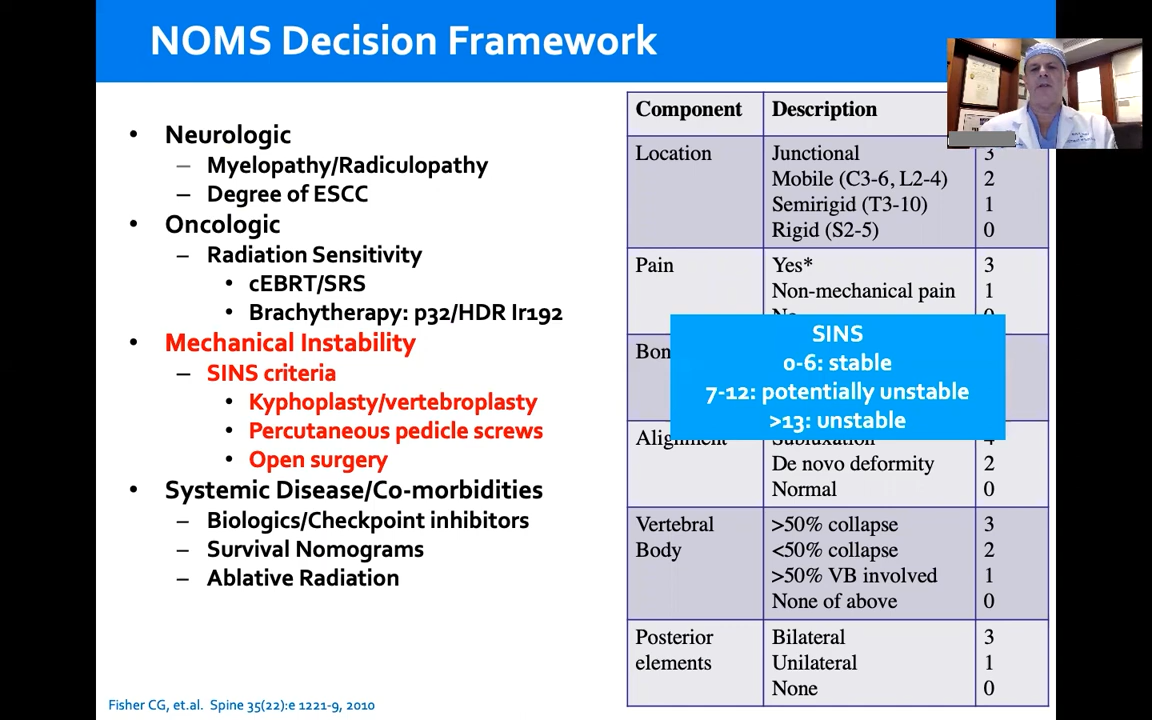 NOMS Decision Framework
• Neurologic
– Myelopathy/Radiculopathy
– Degree of ESCC
• Oncologic
– Radiation Sensitivity
• cEBRT/SRS
• Brachytherapy: p32/HDR Ir192
• Mechanical Instability
– SINS criteria
• Kyphoplasty/vertebroplasty
• Percutaneous pedicle screws
• Open surgery
• Systemic Disease/Co-morbidities
– Biologics/Checkpoint inhibitors
– Survival Nomograms
– Ablative Radiation
Fisher CG, et.al. Spine 35(22):e 1221-9, 2010
Component Description
Location Junctional 3
Mobile (C3-6, L2-4) 2
Semirigid (T3-10) 1
Rigid (S2-5) 0
Pain Yes* 3
Non-mechanical pain 1
No 0
SINS
0-6: stable
7-12: potentially unstable
>13: unstable
Alignment Subluxation 4
De novo deformity 2
Normal 0
Vertebral Body >50% collapse 3
<50% collapse 2
>50% VB involved 1
None of above 0
Posterior elements Bilateral 3
Unilateral 1
None 0